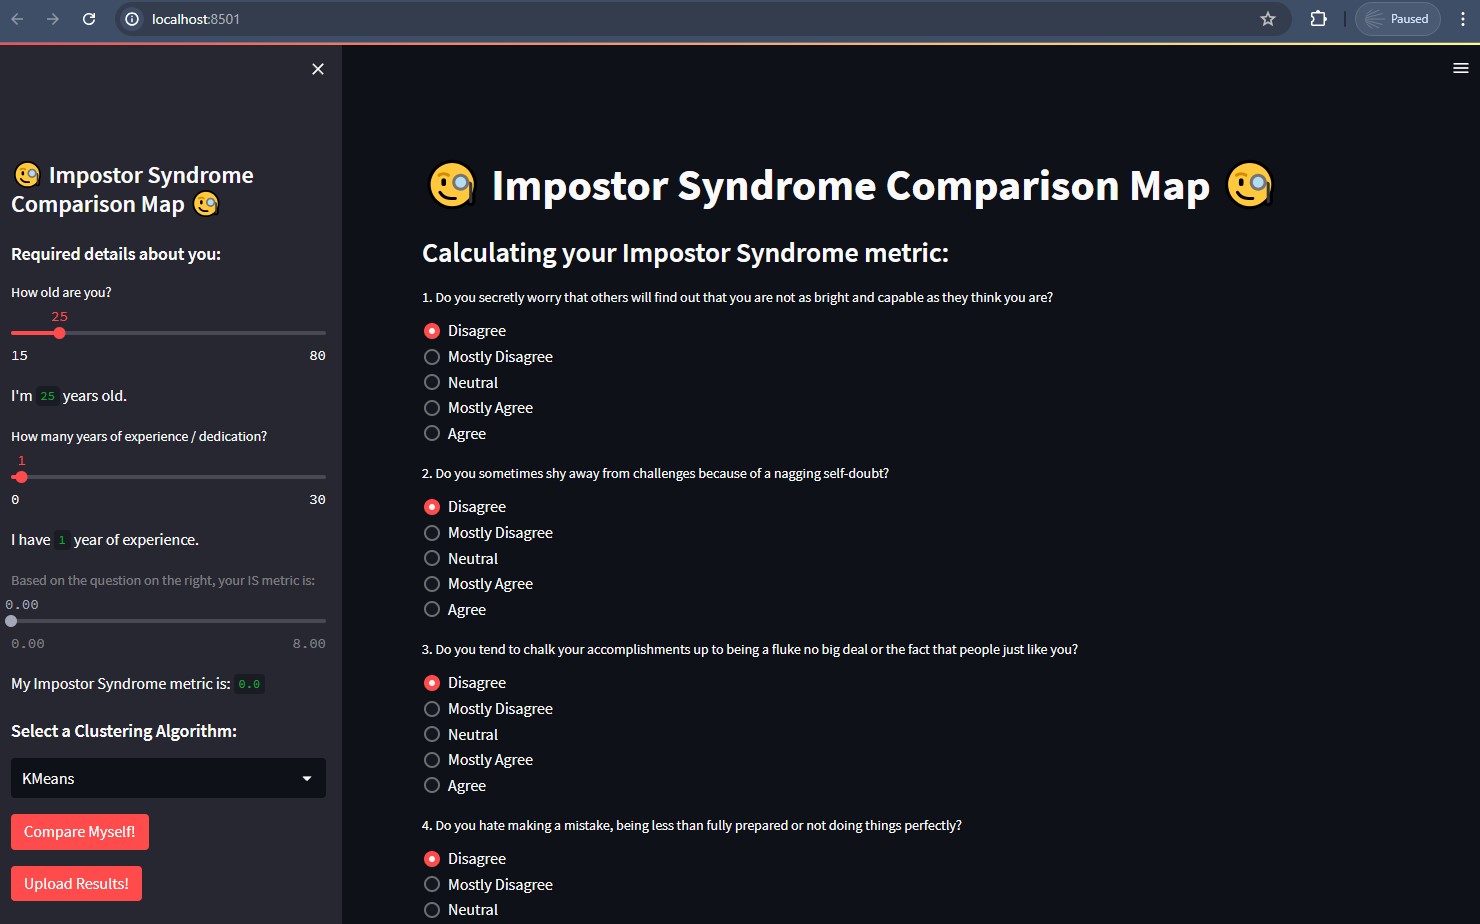 localhost:8501
Paused
Impostor Syndrome
Comparison Map
Required details about you:
How old are you?
25
15 80
I'm 25 years old.
How many years of experience / dedication?
1
0 30
I have 1 year of experience.
Based on the question on the right, your IS metric is:
0.00
0.00 8.00
My Impostor Syndrome metric is: 0.0
Select a Clustering Algorithm:
KMeans
Compare Myself!
Upload Results!
Impostor Syndrome Comparison Map
Calculating your Impostor Syndrome metric:
1. Do you secretly worry that others will find out that you are not as bright and capable as they think you are?
Disagree
Mostly Disagree
Neutral
Mostly Agree
Agree
2. Do you sometimes shy away from challenges because of a nagging self-doubt?
Disagree
Mostly Disagree
Neutral
Mostly Agree
Agree
3. Do you tend to chalk your accomplishments up to being a fluke no big deal or the fact that people just like you?
Disagree
Mostly Disagree
Neutral
Mostly Agree
Agree
4. Do you hate making a mistake, being less than fully prepared or not doing things perfectly?
Disagree
Mostly Disagree
Neutral